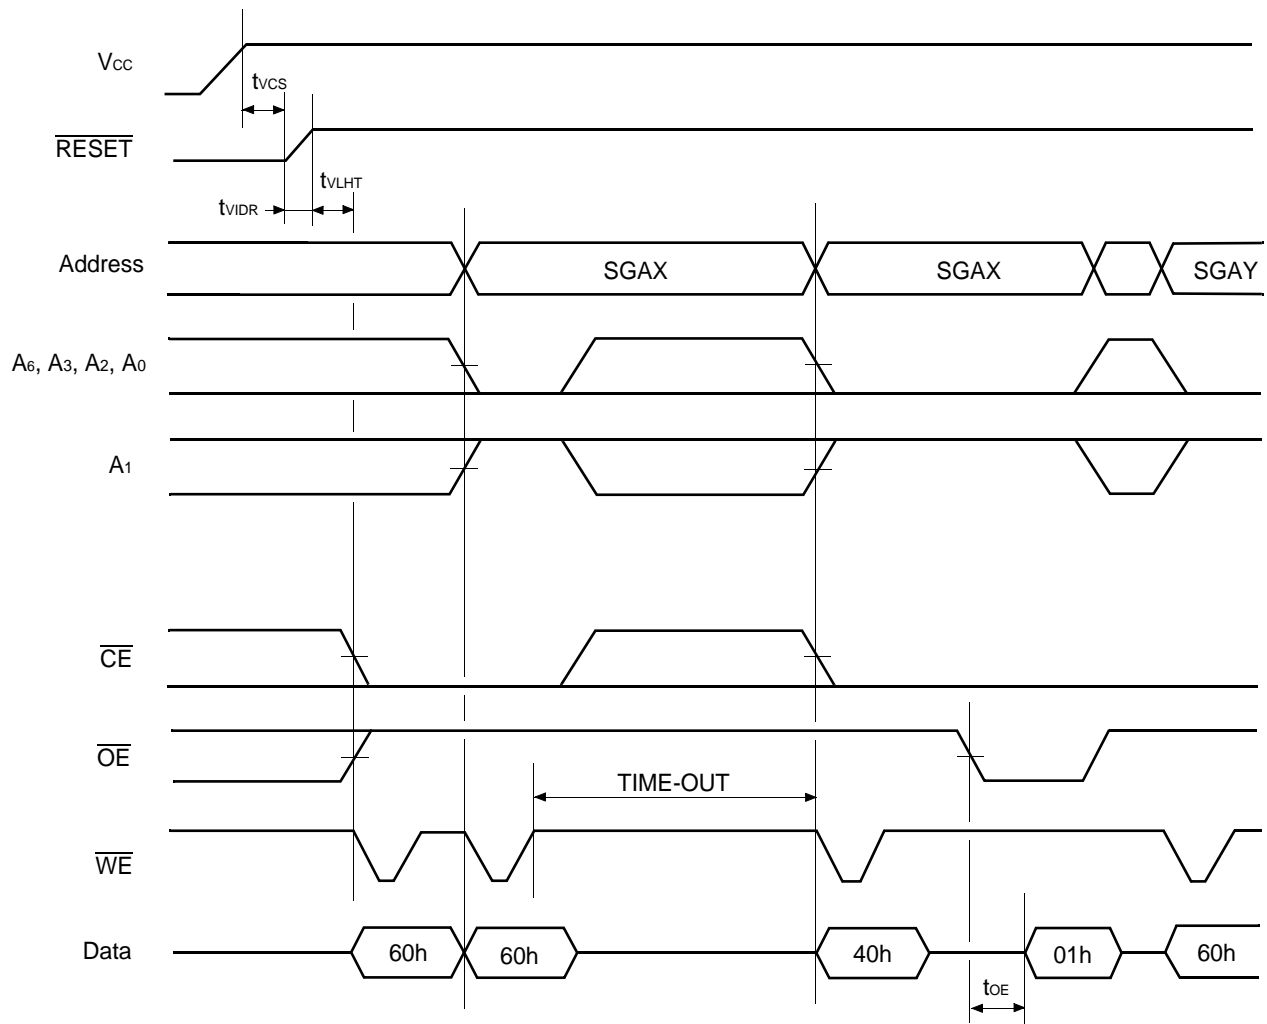 VCC
tVCS
RESET
tVLHT
tVIDR
Address
SGAX
SGAX
SGAY
A6, A3, A2, A0
A1
CE
OE
TIME-OUT
WE
Data
60h
60h
40h
01h
60h
tOE